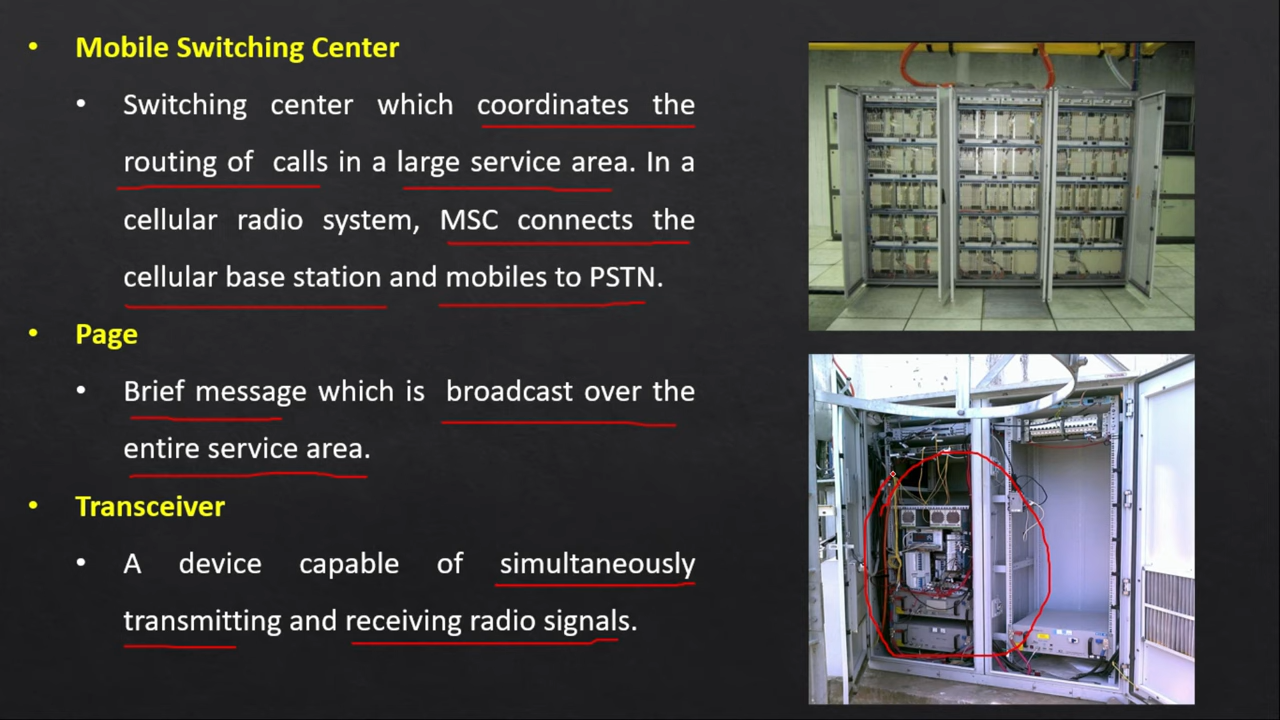 • Mobile Switching Center
• Switching center which coordinates the
routing of calls in a large service area. In a
cellular radio system, MSC connects the
cellular base station and mobiles to PSTN.
• Page
• Brief message which is broadcast over the
entire service area.
• Transceiver
• A device capable of simultaneously
transmitting and receiving radio signals.